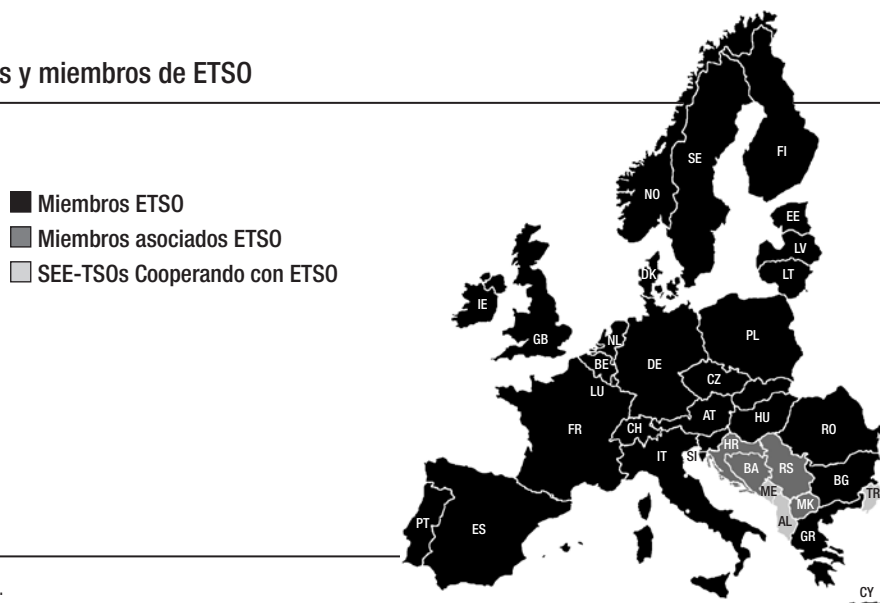 s y miembros de ETSO
Miembros ETSO
Miembros asociados ETSO
SEE-TSOs Cooperando con ETSO
FI
SE
NO
EE
LV
LT
DK
IE
GB
NL
PL
BE
DE
CZ
LU
AT
HU
RO
FR
CH
IT
SI
HR
BA
RS
BG
ME
MK
TR
AL
PT
ES
GR
CY